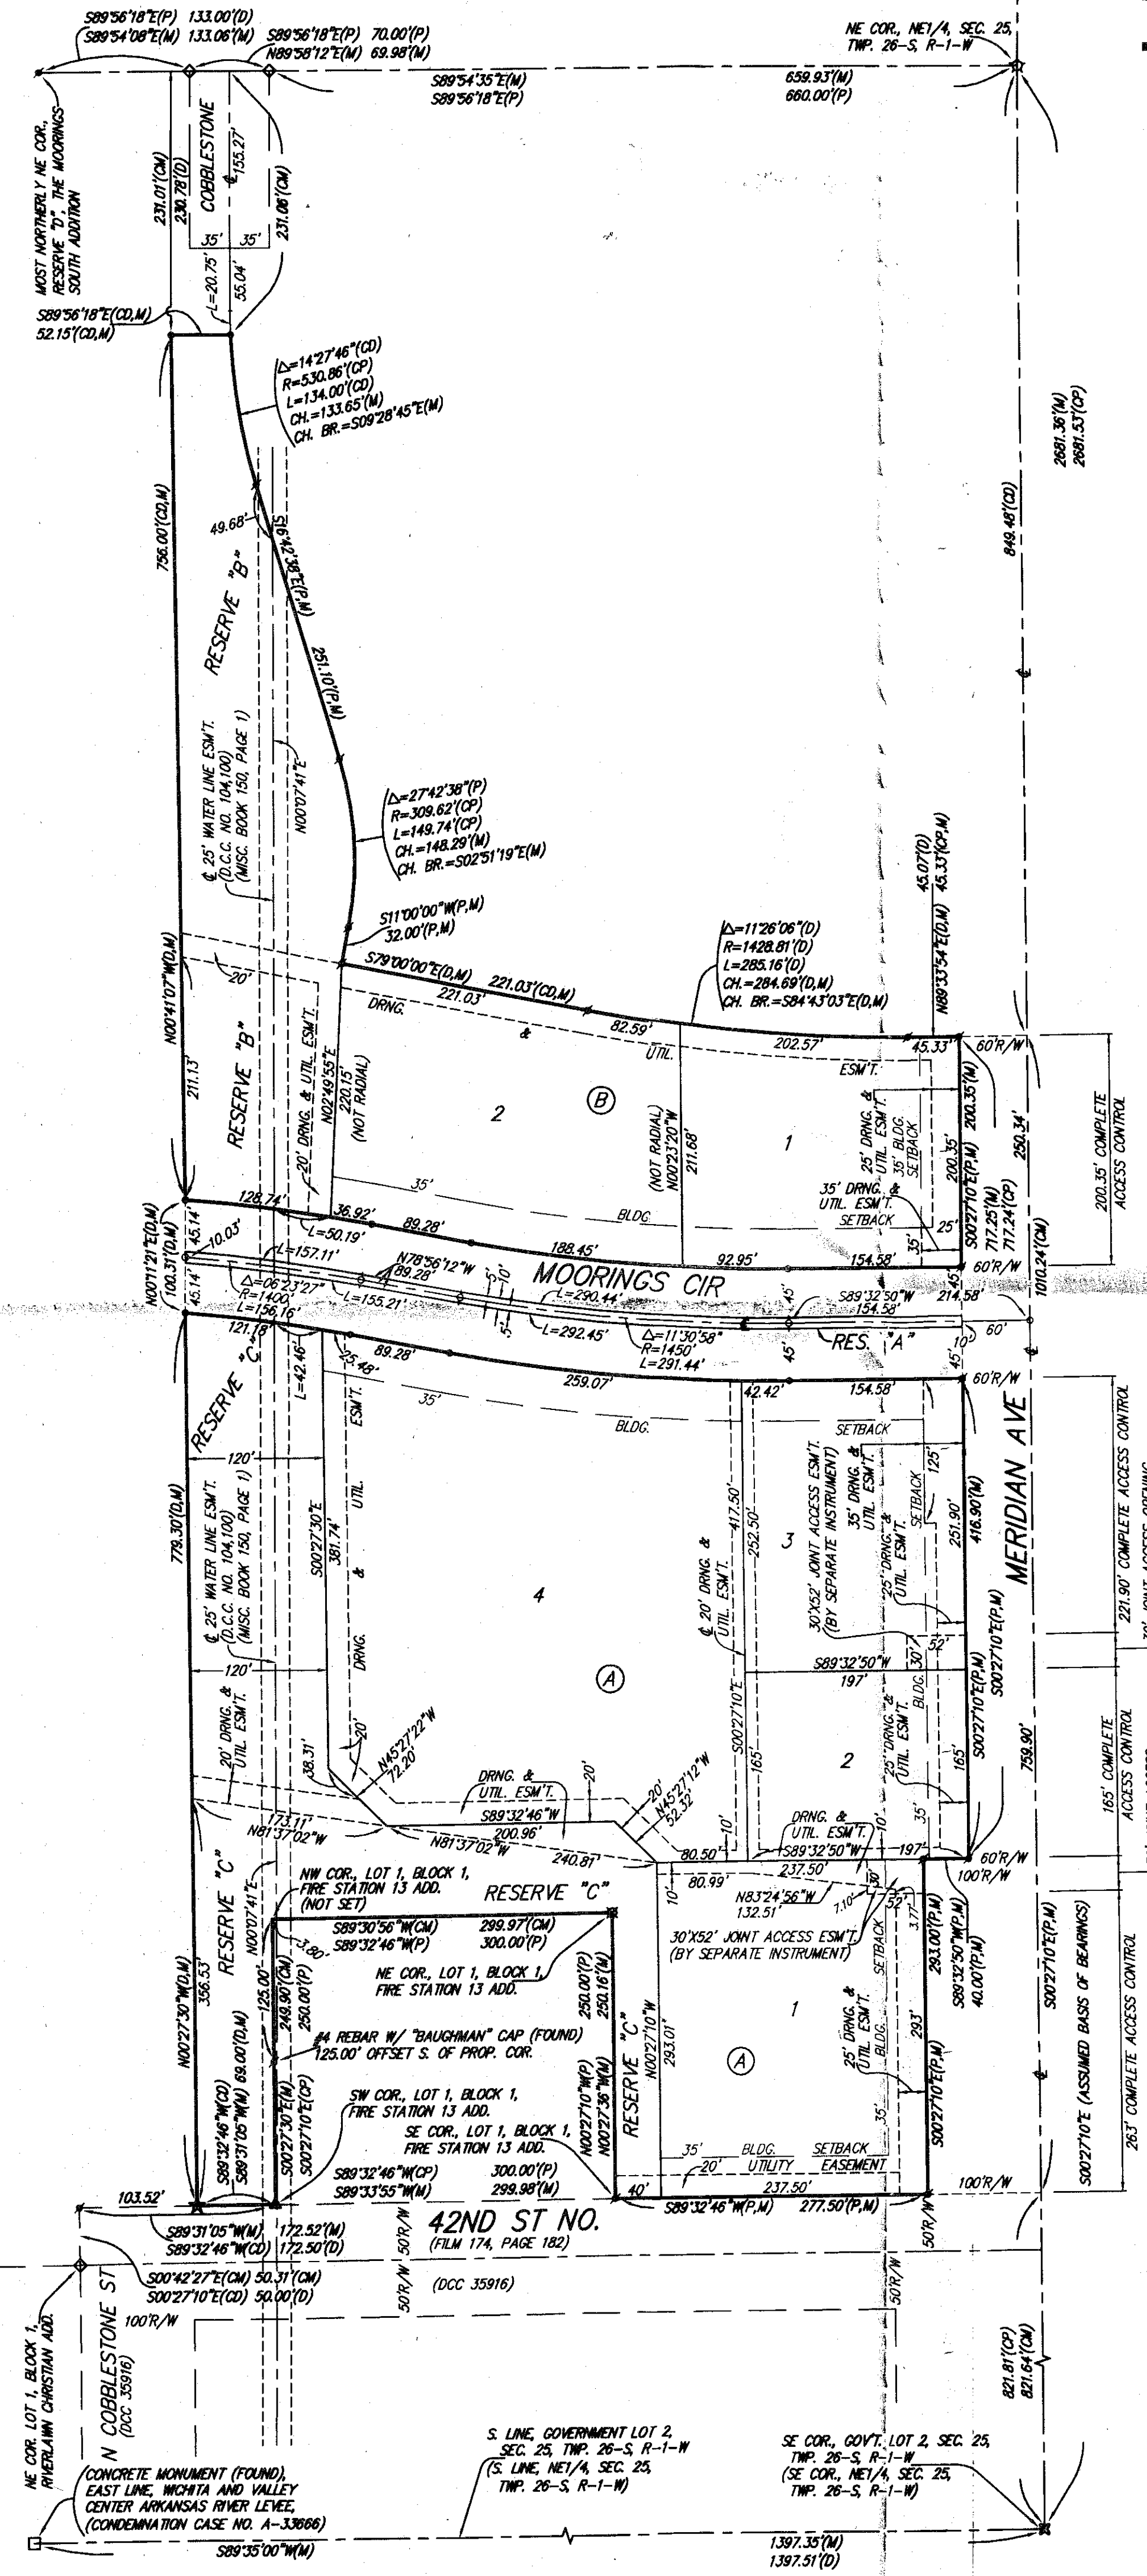 S89°56'18"E(P) 133.00'(D)
S89°54'08"E(M) 133.06'(M)
S89°56'18"E(P) 70.00'(P)
N89°58'12"E(M) 69.98'(M)
NE COR., NE1/4, SEC. 25,
TWP. 26-S, R-1-W
S89°54'35"E(M)
S89°56'18"E(P)
659.93'(M)
660.00'(P)
MOST NORTHERLY NE COR.,
RESERVE "D", THE MOORINGS
SOUTH ADDITION
231.01'(CM)
230.78'(D)
COBBLESTONE
℄ 155.27'
231.06'(CM)
35'
35'
L=20.75'
55.04'
S89°56'18"E(CD,M)
52.15'(CD,M)
Δ=14°27'46"(CD)
R=530.86'(CP)
L=134.00'(CD)
CH.=133.65'(M)
CH. BR.=S09°28'45"E(M)
2681.36'(M)
2681.53'(CP)
849.48'(CD)
756.00'(CD,M)
49.68'
S16°42'38"E(P,M)
251.10'(P,M)
RESERVE "B"
℄ 25' WATER LINE ESM'T.
(D.C.C. NO. 104,100)
(MISC. BOOK 150, PAGE 1)
N00°07'41"E
Δ=27°42'38"(P)
R=309.62'(CP)
L=149.74'(CP)
CH.=148.29'(M)
CH. BR.=S02°51'19"E(M)
S11°00'00"W(P,M)
32.00'(P,M)
S79°00'00"E(D,M)
221.03'(CD,M)
221.03'
Δ=11°26'06"(D)
R=1428.81'(D)
L=285.16'(D)
CH.=284.69'(D,M)
CH. BR.=S84°43'03"E(D,M)
45.07'(D)
N89°33'54"E(D,M) 45.33'(CP,M)
N00°41'07"W(D,M)
20'
DRNG.
&
UTIL.
ESM'T.
82.59'
202.57'
45.33'
60'R/W
211.13'
RESERVE "B"
20' DRNG. & UTIL ESM'T.
N02°49'55"E
220.15'
(NOT RADIAL)
2
B
(NOT RADIAL)
N00°23'20"W
211.68'
1
25' DRNG. &
UTIL. ESM'T.
35' BLDG.
SETBACK
200.35'
S00°27'10"E(P,M) 200.35'(M)
717.25'(M)
717.24'(CP)
250.34'
200.35' COMPLETE
ACCESS CONTROL
35' DRNG. &
UTIL. ESM'T.
35'
BLDG.
SETBACK
25'
35'
128.74'
36.92'
89.28'
L=50.19'
188.45'
92.95'
154.58'
60'R/W
N00°11'21"E(D,M)
100.31'(D,M)
45.14'
45.14'
10.03'
L=157.11'
N78°56'12"W
89.28'
MOORINGS CIR
45'
S89°32'50"W
154.58'
45'
214.58'
1010.24'(CM)
Δ=06°23'27"
R=1400'
L=156.16'
L=155.21'
5'
10'
5'
L=290.44'
L=292.45'
Δ=11°30'58"
R=1450'
L=291.44'
RES. "A"
10'
60'
45'
45'
121.18'
L=42.46'
25.48'
89.28'
259.07'
42.42'
154.58'
60'R/W
RESERVE "C"
35'
BLDG.
SETBACK
120'
MERIDIAN AVE
779.30'(D,M)
℄ 25' WATER LINE ESM'T.
(D.C.C. NO. 104,100)
(MISC. BOOK 150, PAGE 1)
S00°27'30"E
381.74'
DRNG. & UTIL ESM'T.
4
A
℄ 20' DRNG. &
UTIL ESM'T.
417.50'
252.50'
3
30'X52' JOINT ACCESS ESM'T.
(BY SEPARATE INSTRUMENT)
35' DRNG. &
UTIL ESM'T.
25' DRNG. &
UTIL ESM'T.
SETBACK
125'
251.90'
416.90'(M)
S00°27'10"E(P,M)
221.90' COMPLETE ACCESS CONTROL
30' JOINT ACCESS OPENING
52'
30'
BLDG.
S89°32'50"W
197'
120'
S00°27'10"E
165'
2
25' DRNG. &
UTIL ESM'T.
165'
35'
S00°27'10"E(P,M)
759.90'
165' COMPLETE
ACCESS CONTROL
20' DRNG. &
UTIL ESM'T.
38.31'
20'
N45°27'22"W
72.20'
DRNG. &
UTIL. ESM'T.
20'
S89°32'46"W
200.96'
20'
N45°27'12"W
52.32'
173.11'
N81°37'02"W
N81°37'02"W
240.81'
10'
DRNG. &
UTIL ESM'T.
10'
80.50'
S89°32'50"W
197'
237.50'
60'R/W
100'R/W
NW COR., LOT 1, BLOCK 1,
FIRE STATION 13 ADD.
(NOT SET)
RESERVE "C"
10'
80.99'
N83°24'56"W
132.51'
7.10'
30'
52'
3.77'
RESERVE "C"
N00°07'41"E
S89°30'56"W(CM) 299.97'(CM)
S89°32'46"W(P) 300.00'(P)
3.80'
30'X52' JOINT ACCESS ESM'T.
(BY SEPARATE INSTRUMENT)
SETBACK
293.00'(P,M)
S89°32'50"W(P,M)
40.00'(P,M)
NE COR., LOT 1, BLOCK 1,
FIRE STATION 13 ADD.
356.53'
N00°27'30"W(D,M)
125.00'
249.90'(CM)
250.00'(P)
#4 REBAR W/ "BAUGHMAN" CAP (FOUND)
125.00' OFFSET S. OF PROP. COR.
250.00'(P)
250.16'(M)
N00°27'10"W(P)
N00°27'36"W(M)
RESERVE "C"
N00°27'10"W
293.01'
1
A
25' DRNG. &
UTIL ESM'T.
BLDG.
35'
293'
S00°27'10"E(P,M)
S00°27'10"E(P,M)
S00°27'10"E (ASSUMED BASIS OF BEARINGS)
263' COMPLETE ACCESS CONTROL
SW COR., LOT 1, BLOCK 1,
FIRE STATION 13 ADD.
SE COR., LOT 1, BLOCK 1,
FIRE STATION 13 ADD.
S89°32'46"W(CD)
S89°31'05"W(M) 69.00'(D,M)
S00°27'30"E(M)
S00°27'10"E(CP)
S89°32'46"W(CP) 300.00'(P)
S89°33'55"W(M) 299.98'(M)
35' BLDG. SETBACK
20' UTILITY EASEMENT
40'
237.50'
S89°32'46"W(P,M) 277.50'(P,M)
100'R/W
103.52'
S89°31'05"W(M) 172.52'(M)
S89°32'46"W(CD) 172.50'(D)
42ND ST NO.
(FILM 174, PAGE 182)
50'R/W
50'R/W
S00°42'27"E(CM) 50.31'(CM)
S00°27'10"E(CD) 50.00'(D)
50'R/W
(DCC 35916)
50'R/W
100'R/W
NE COR. LOT 1, BLOCK 1,
RIVERLAWN CHRISTIAN ADD.
N COBBLESTONE ST
(DCC 35916)
821.81'(CP)
821.64'(CM)
S. LINE, GOVERNMENT LOT 2,
SEC. 25, TWP. 26-S, R-1-W
(S. LINE, NE1/4, SEC. 25,
TWP. 26-S, R-1-W)
SE COR., GOV'T. LOT 2, SEC. 25,
TWP. 26-S, R-1-W
(SE COR., NE1/4, SEC. 25,
TWP. 26-S, R-1-W)
(CONCRETE MONUMENT (FOUND),
EAST LINE, WICHITA AND VALLEY
CENTER ARKANSAS RIVER LEVEE,
(CONDEMNATION CASE NO. A-33666)
S89°35'00"W(M)
1397.35'(M)
1397.51'(D)